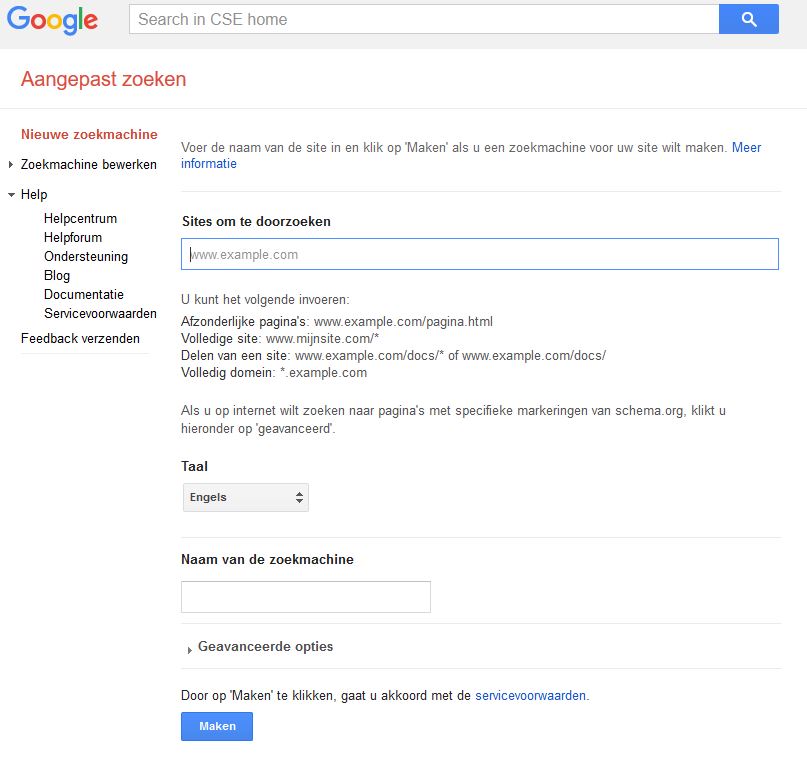 Google
Search in CSE home
Aangepast zoeken
Nieuwe zoekmachine
Zoekmachine bewerken
Help
Helpcentrum
Helpforum
Ondersteuning
Blog
Documentatie
Servicevoorwaarden
Feedback verzenden
Voer de naam van de site in en klik op 'Maken' als u een zoekmachine voor uw site wilt maken. Meer
informatie
Sites om te doorzoeken
www.example.com
U kunt het volgende invoeren:
Afzonderlijke pagina's: www.example.com/pagina.html
Volledige site: www.mijnsite.com/*
Delen van een site: www.example.com/docs/* of www.example.com/docs/
Volledig domein: *.example.com
Als u op internet wilt zoeken naar pagina's met specifieke markeringen van schema.org, klikt u
hieronder op 'geavanceerd'.
Taal
Engels
Naam van de zoekmachine
Geavanceerde opties
Door op 'Maken' te klikken, gaat u akkoord met de servicevoorwaarden.
Maken